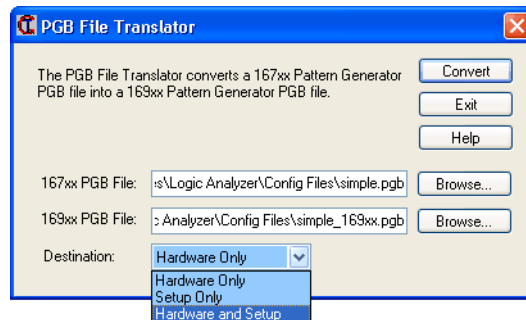 PGB File Translator
The PGB File Translator converts a 167xx Pattern Generator
PGB file into a 169xx Pattern Generator PGB file.
Convert
Exit
Help
167xx PGB File: s\Logic Analyzer\Config Files\simple.pgb Browse...
169xx PGB File: Analyzer\Config Files\simple_169xx.pgb Browse...
Destination: Hardware Only
Hardware Only
Setup Only
Hardware and Setup